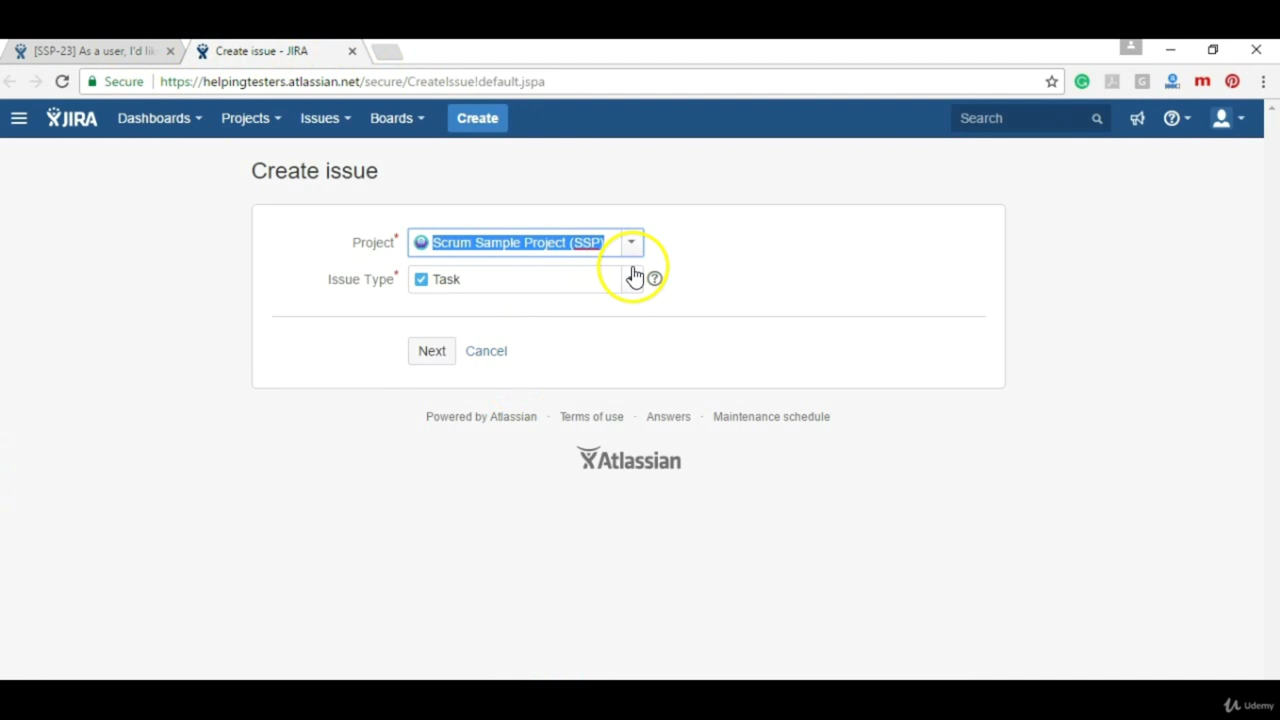 [SSP-23] As a user, I'd li
Create issue - JIRA
Secure https://helpingtesters.atlassian.net/secure/CreateIssue!default.jspa
JIRA Dashboards Projects Issues Boards Create Search
Create issue
Project* Scrum Sample Project (SSP)
Issue Type* Task
Next Cancel
Powered by Atlassian · Terms of use · Answers · Maintenance schedule
Atlassian
Udemy